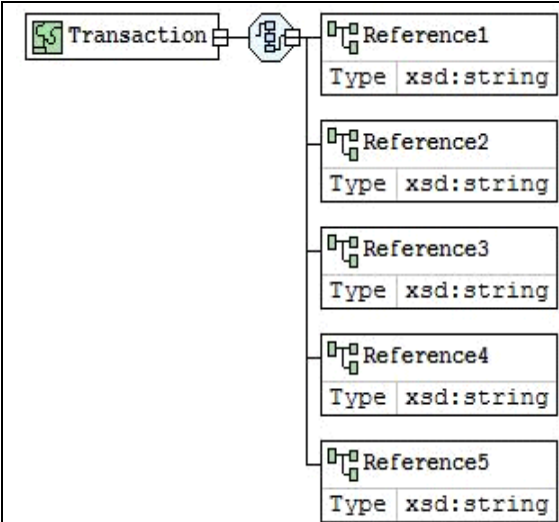 Transaction
Reference1
Type xsd:string
Reference2
Type xsd:string
Reference3
Type xsd:string
Reference4
Type xsd:string
Reference5
Type xsd:string